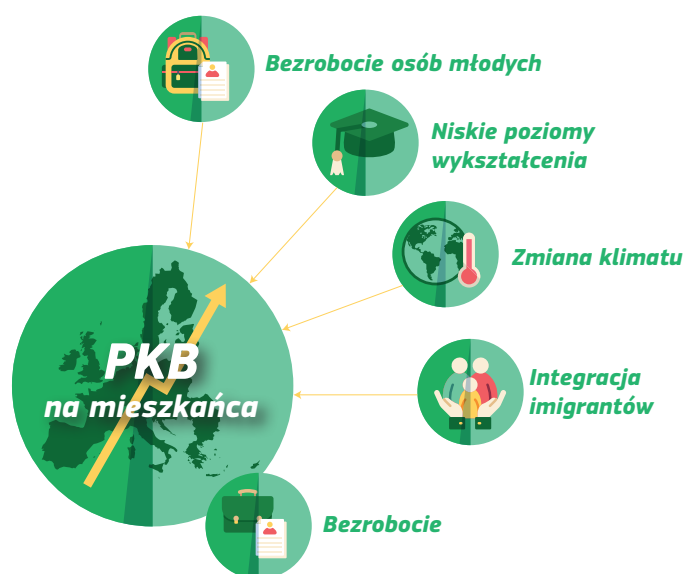 Bezrobocie osób młodych
Niskie poziomy
wykształcenia
Zmiana klimatu
PKB
na mieszkańca
Integracja
imigrantów
Bezrobocie